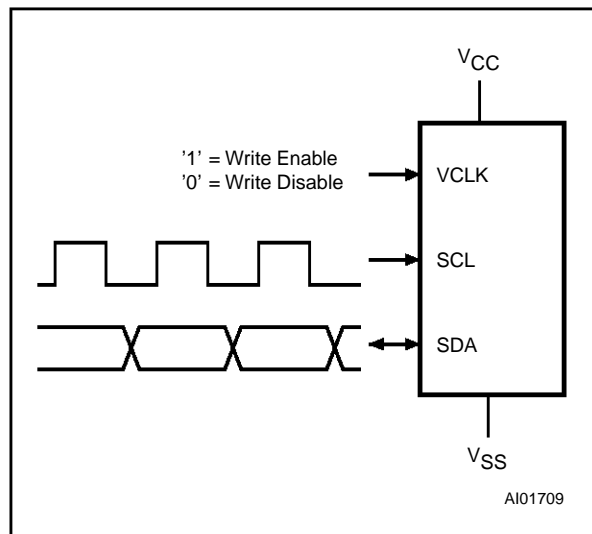 VCC
'1' = Write Enable
'0' = Write Disable
VCLK
SCL
SDA
VSS
AI01709